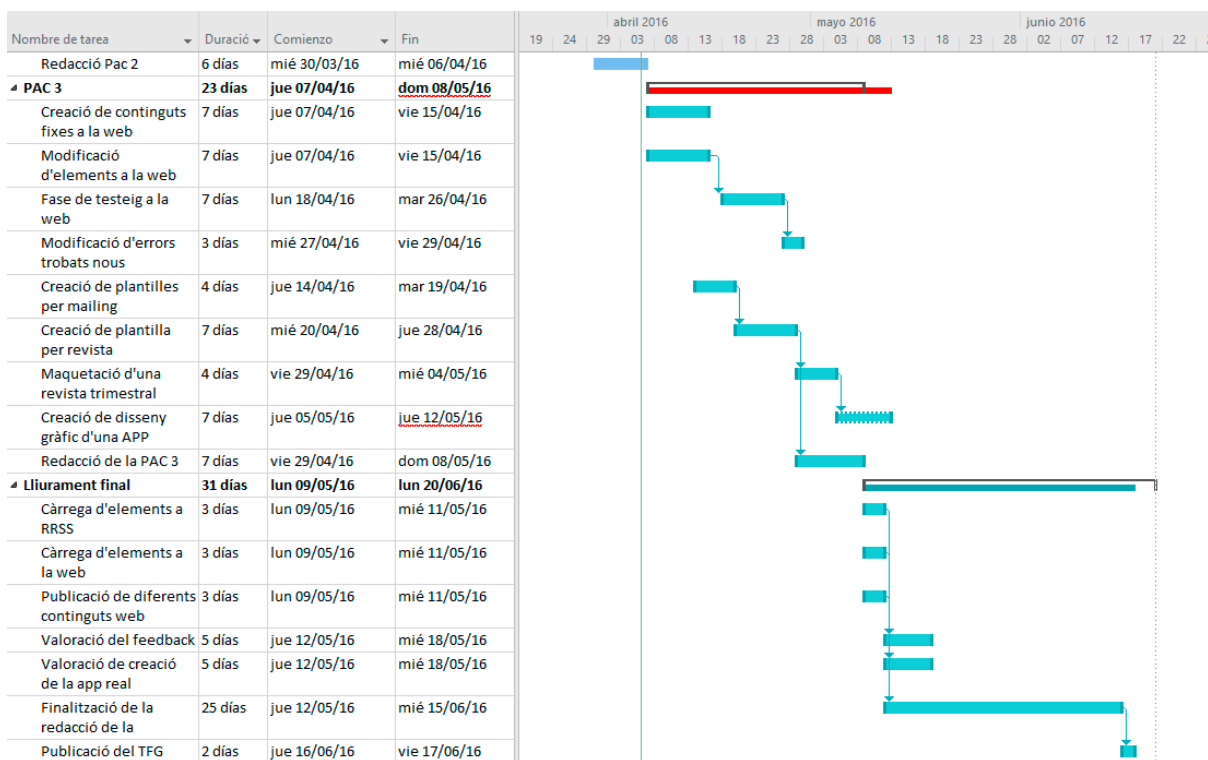 abril 2016 mayo 2016 junio 2016
Nombre de tarea Duració Comienzo Fin 19 24 29 03 08 13 18 23 28 03 08 13 18 23 28 02 07 12 17 22
Redacció Pac 2 6 días mié 30/03/16 mié 06/04/16
PAC 3 23 días jue 07/04/16 dom 08/05/16
Creació de continguts 7 días jue 07/04/16 vie 15/04/16
fixes a la web
Modificació 7 días jue 07/04/16 vie 15/04/16
d'elements a la web
Fase de testeig a la 7 días lun 18/04/16 mar 26/04/16
web
Modificació d'errors 3 días mié 27/04/16 vie 29/04/16
trobats nous
Creació de plantilles 4 días jue 14/04/16 mar 19/04/16
per mailing
Creació de plantilla 7 días mié 20/04/16 jue 28/04/16
per revista
Maquetació d'una 4 días vie 29/04/16 mié 04/05/16
revista trimestral
Creació de disseny 7 días jue 05/05/16 jue 12/05/16
gràfic d'una APP
Redacció de la PAC 3 7 días vie 29/04/16 dom 08/05/16
Lliurament final 31 días lun 09/05/16 lun 20/06/16
Càrrega d'elements a 3 días lun 09/05/16 mié 11/05/16
RRSS
Càrrega d'elements a 3 días lun 09/05/16 mié 11/05/16
la web
Publicació de diferents 3 días lun 09/05/16 mié 11/05/16
continguts web
Valoració del feedback 5 días jue 12/05/16 mié 18/05/16
Valoració de creació 5 días jue 12/05/16 mié 18/05/16
de la app real
Finalització de la 25 días jue 12/05/16 mié 15/06/16
redacció de la
Publicació del TFG 2 días jue 16/06/16 vie 17/06/16